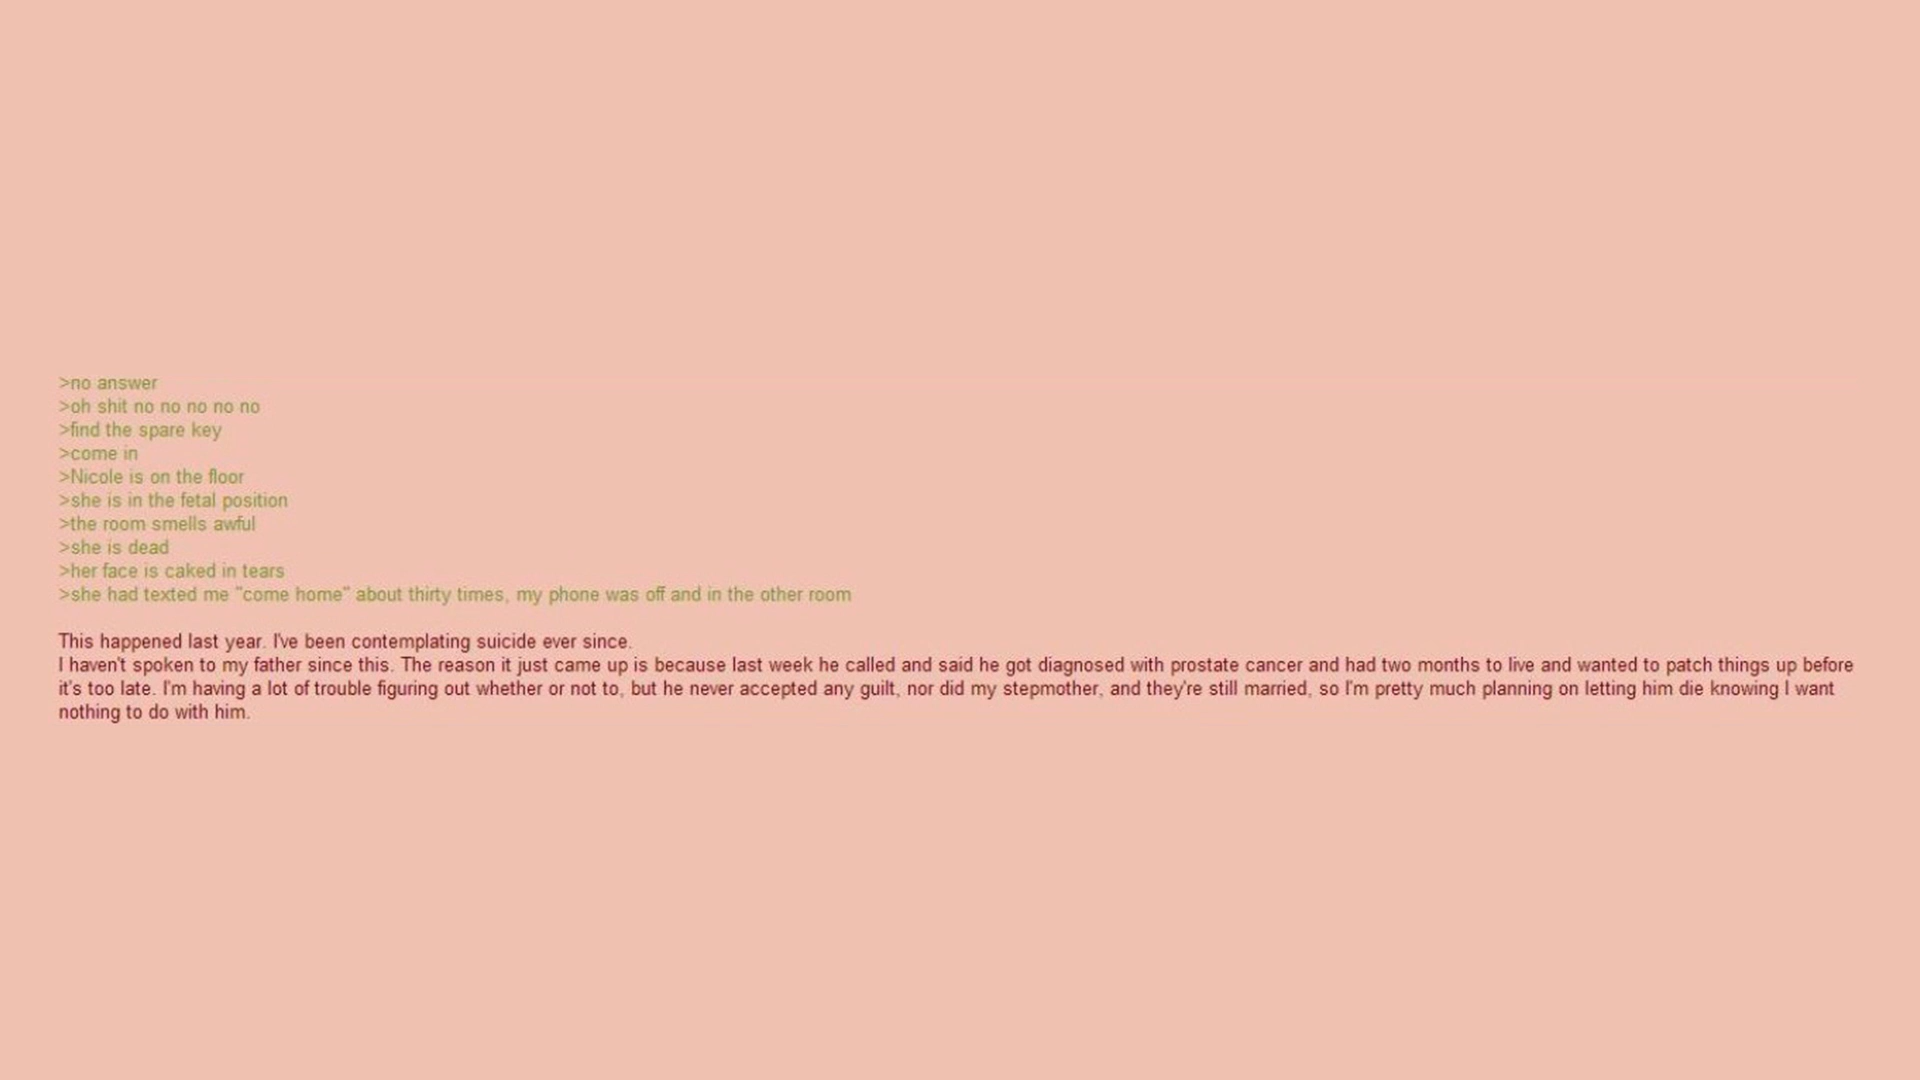 >no answer
>oh shit no no no no no
>find the spare key
>come in
>Nicole is on the floor
>she is in the fetal position
>the room smells awful
>she is dead
>her face is caked in tears
>she had texted me "come home" about thirty times, my phone was off and in the other room
This happened last year. I've been contemplating suicide ever since.
I haven't spoken to my father since this. The reason it just came up is because last week he called and said he got diagnosed with prostate cancer and had two months to live and wanted to patch things up before
it's too late. I'm having a lot of trouble figuring out whether or not to, but he never accepted any guilt, nor did my stepmother, and they're still married, so I'm pretty much planning on letting him die knowing I want
nothing to do with him.